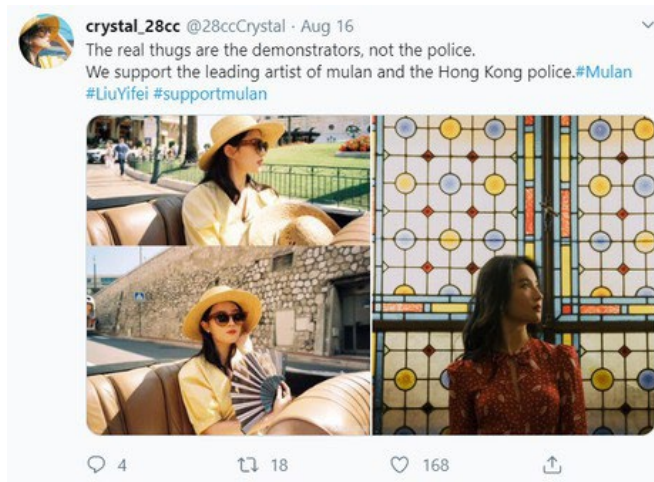 crystal_28cc @28ccCrystal · Aug 16
The real thugs are the demonstrators, not the police.
We support the leading artist of mulan and the Hong Kong police.#Mulan
#LiuYifei #supportmulan
4 18 168